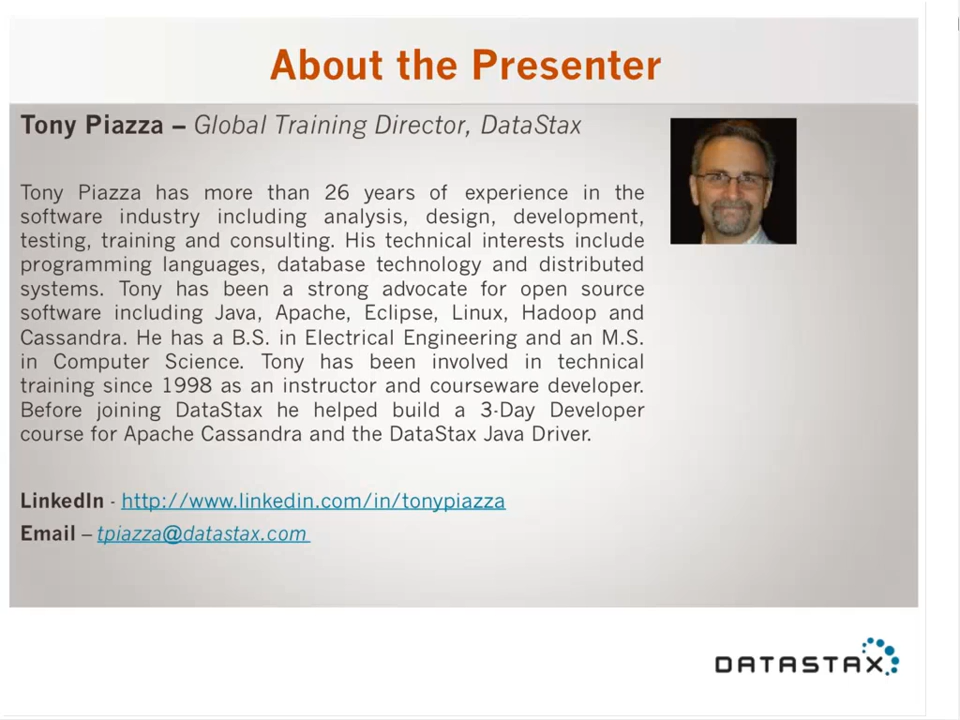 About the Presenter
Tony Piazza – Global Training Director, DataStax
Tony Piazza has more than 26 years of experience in the
software industry including analysis, design, development,
testing, training and consulting. His technical interests include
programming languages, database technology and distributed
systems. Tony has been a strong advocate for open source
software including Java, Apache, Eclipse, Linux, Hadoop and
Cassandra. He has a B.S. in Electrical Engineering and an M.S.
in Computer Science. Tony has been involved in technical
training since 1998 as an instructor and courseware developer.
Before joining DataStax he helped build a 3-Day Developer
course for Apache Cassandra and the DataStax Java Driver.
LinkedIn - http://www.linkedin.com/in/tonypiazza
Email – tpiazza@datastax.com
DATASTAX